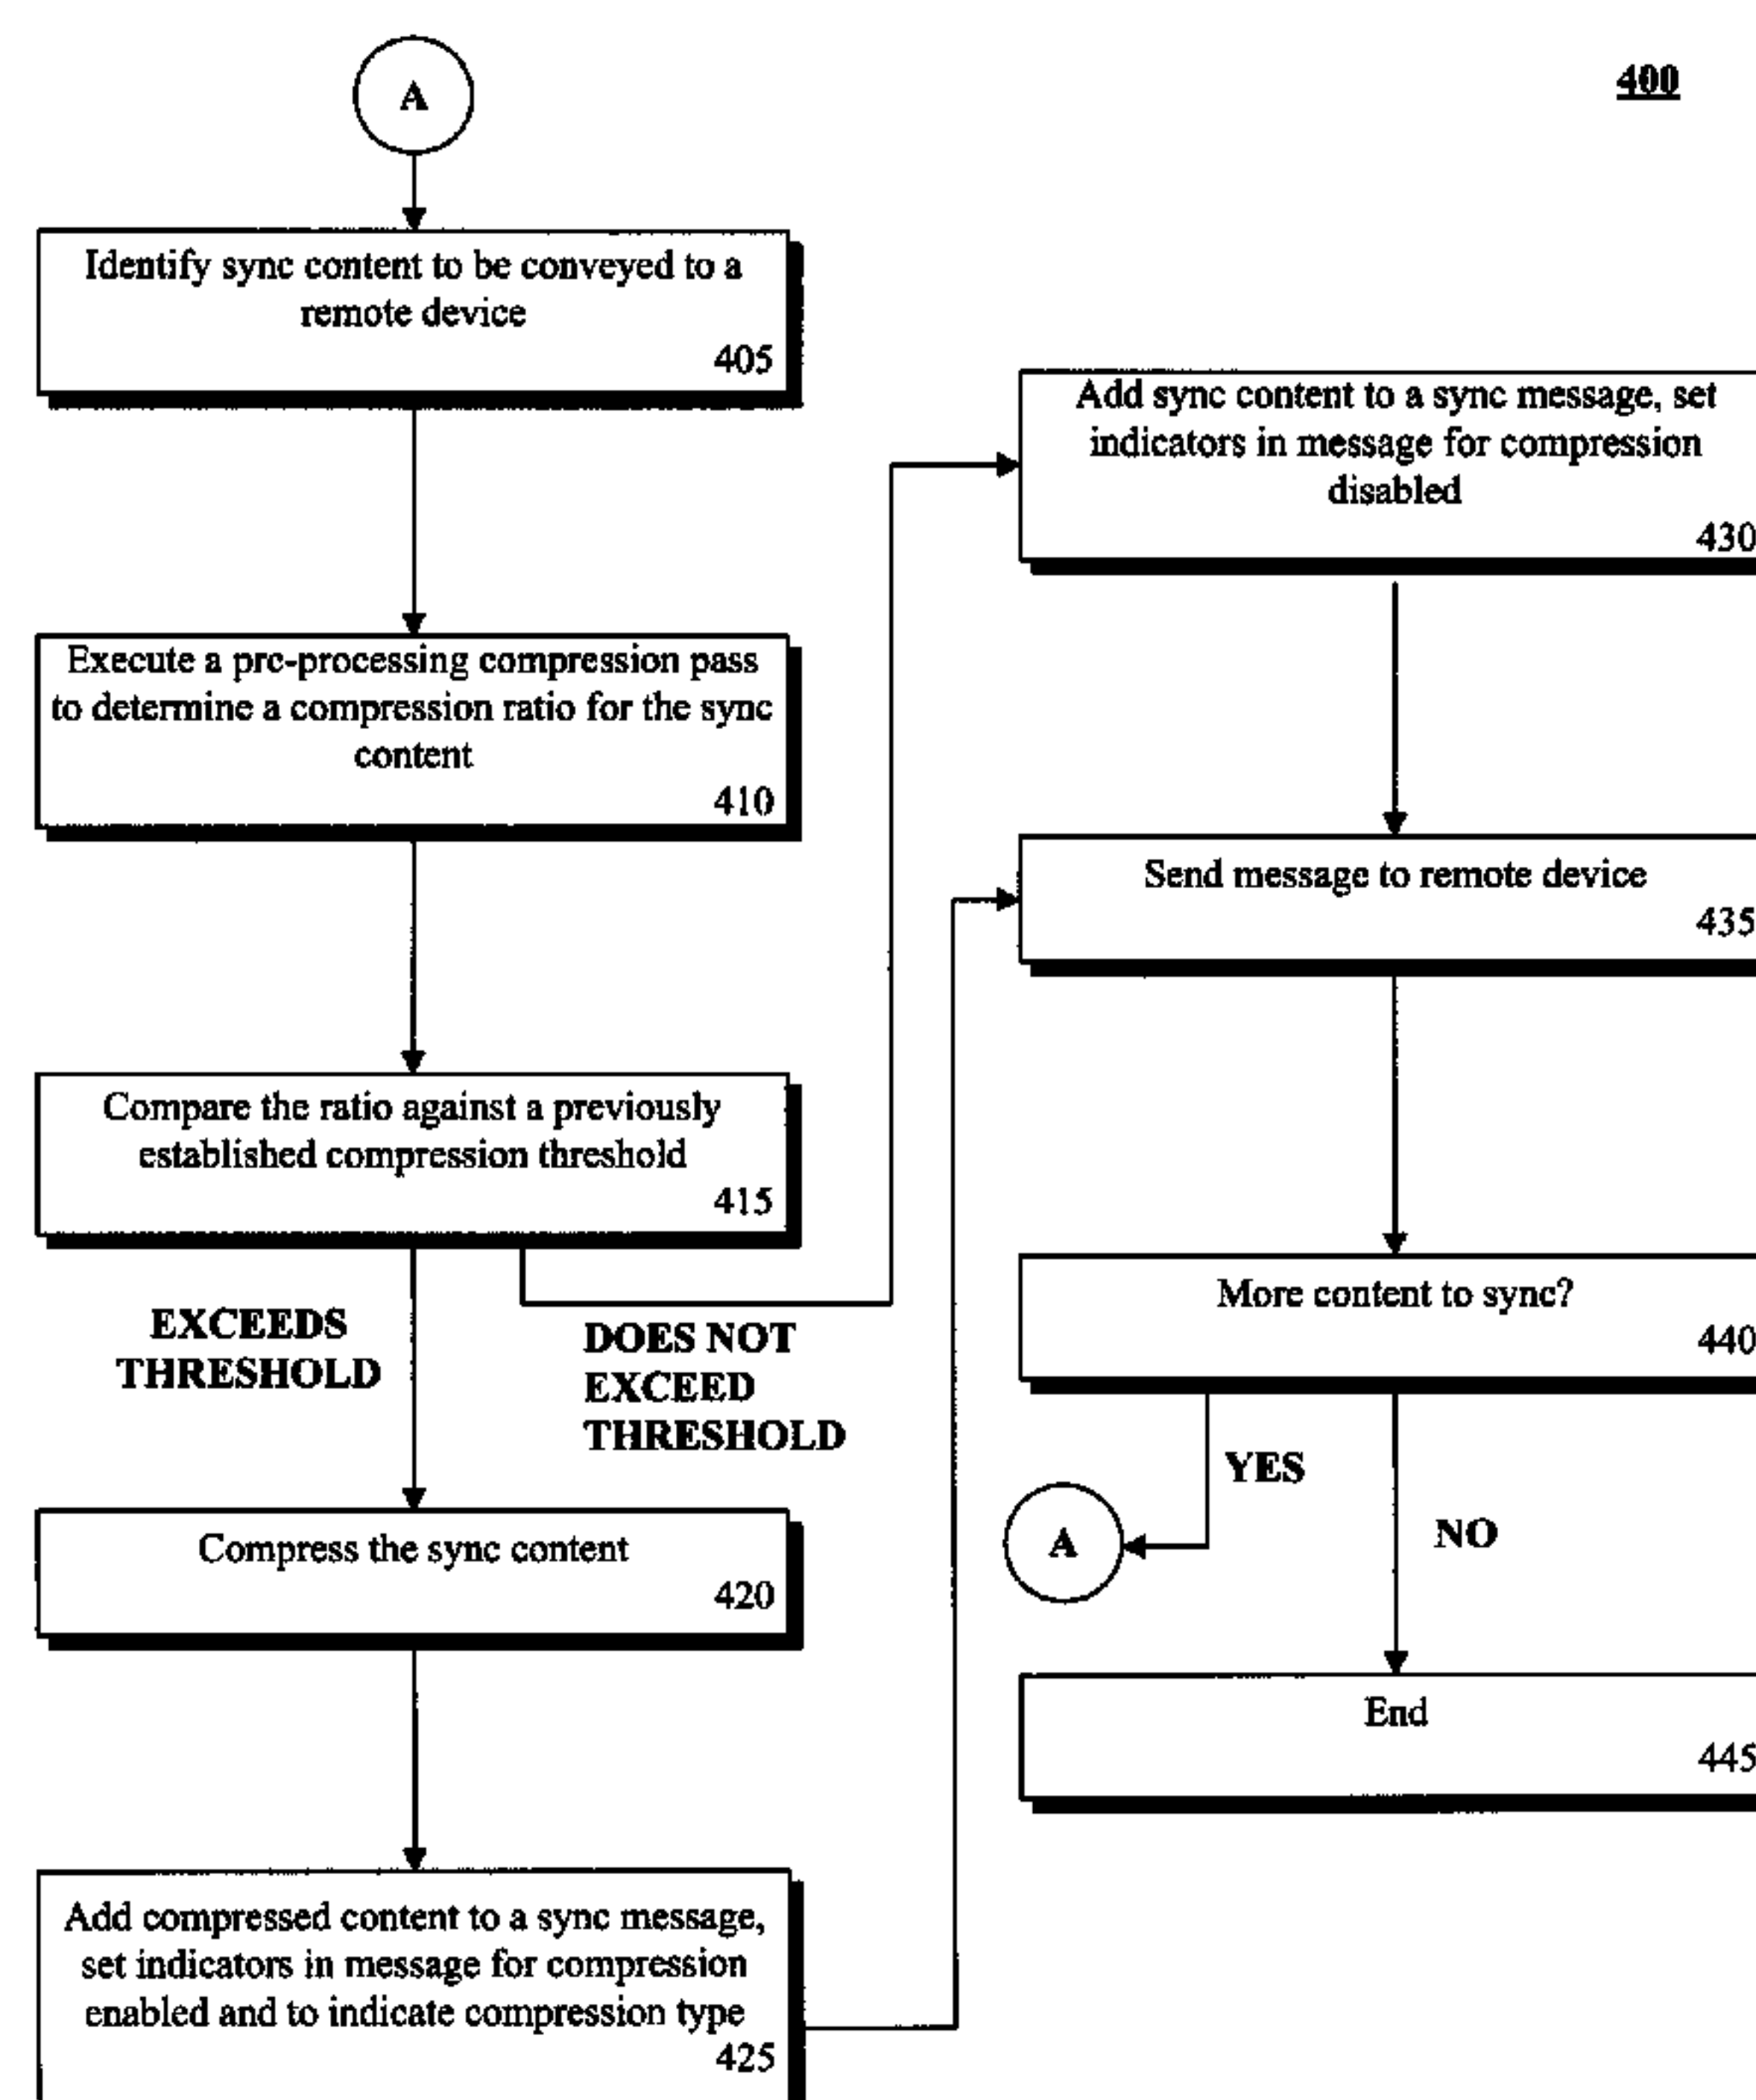 400
A
Identify sync content to be conveyed to a
remote device
405
Execute a pre-processing compression pass
to determine a compression ratio for the sync
content
410
Compare the ratio against a previously
established compression threshold
415
EXCEEDS
THRESHOLD
DOES NOT
EXCEED
THRESHOLD
Compress the sync content
420
Add compressed content to a sync message,
set indicators in message for compression
enabled and to indicate compression type
425
Add sync content to a sync message, set
indicators in message for compression
disabled
430
Send message to remote device
435
More content to sync?
440
YES
A
NO
End
445